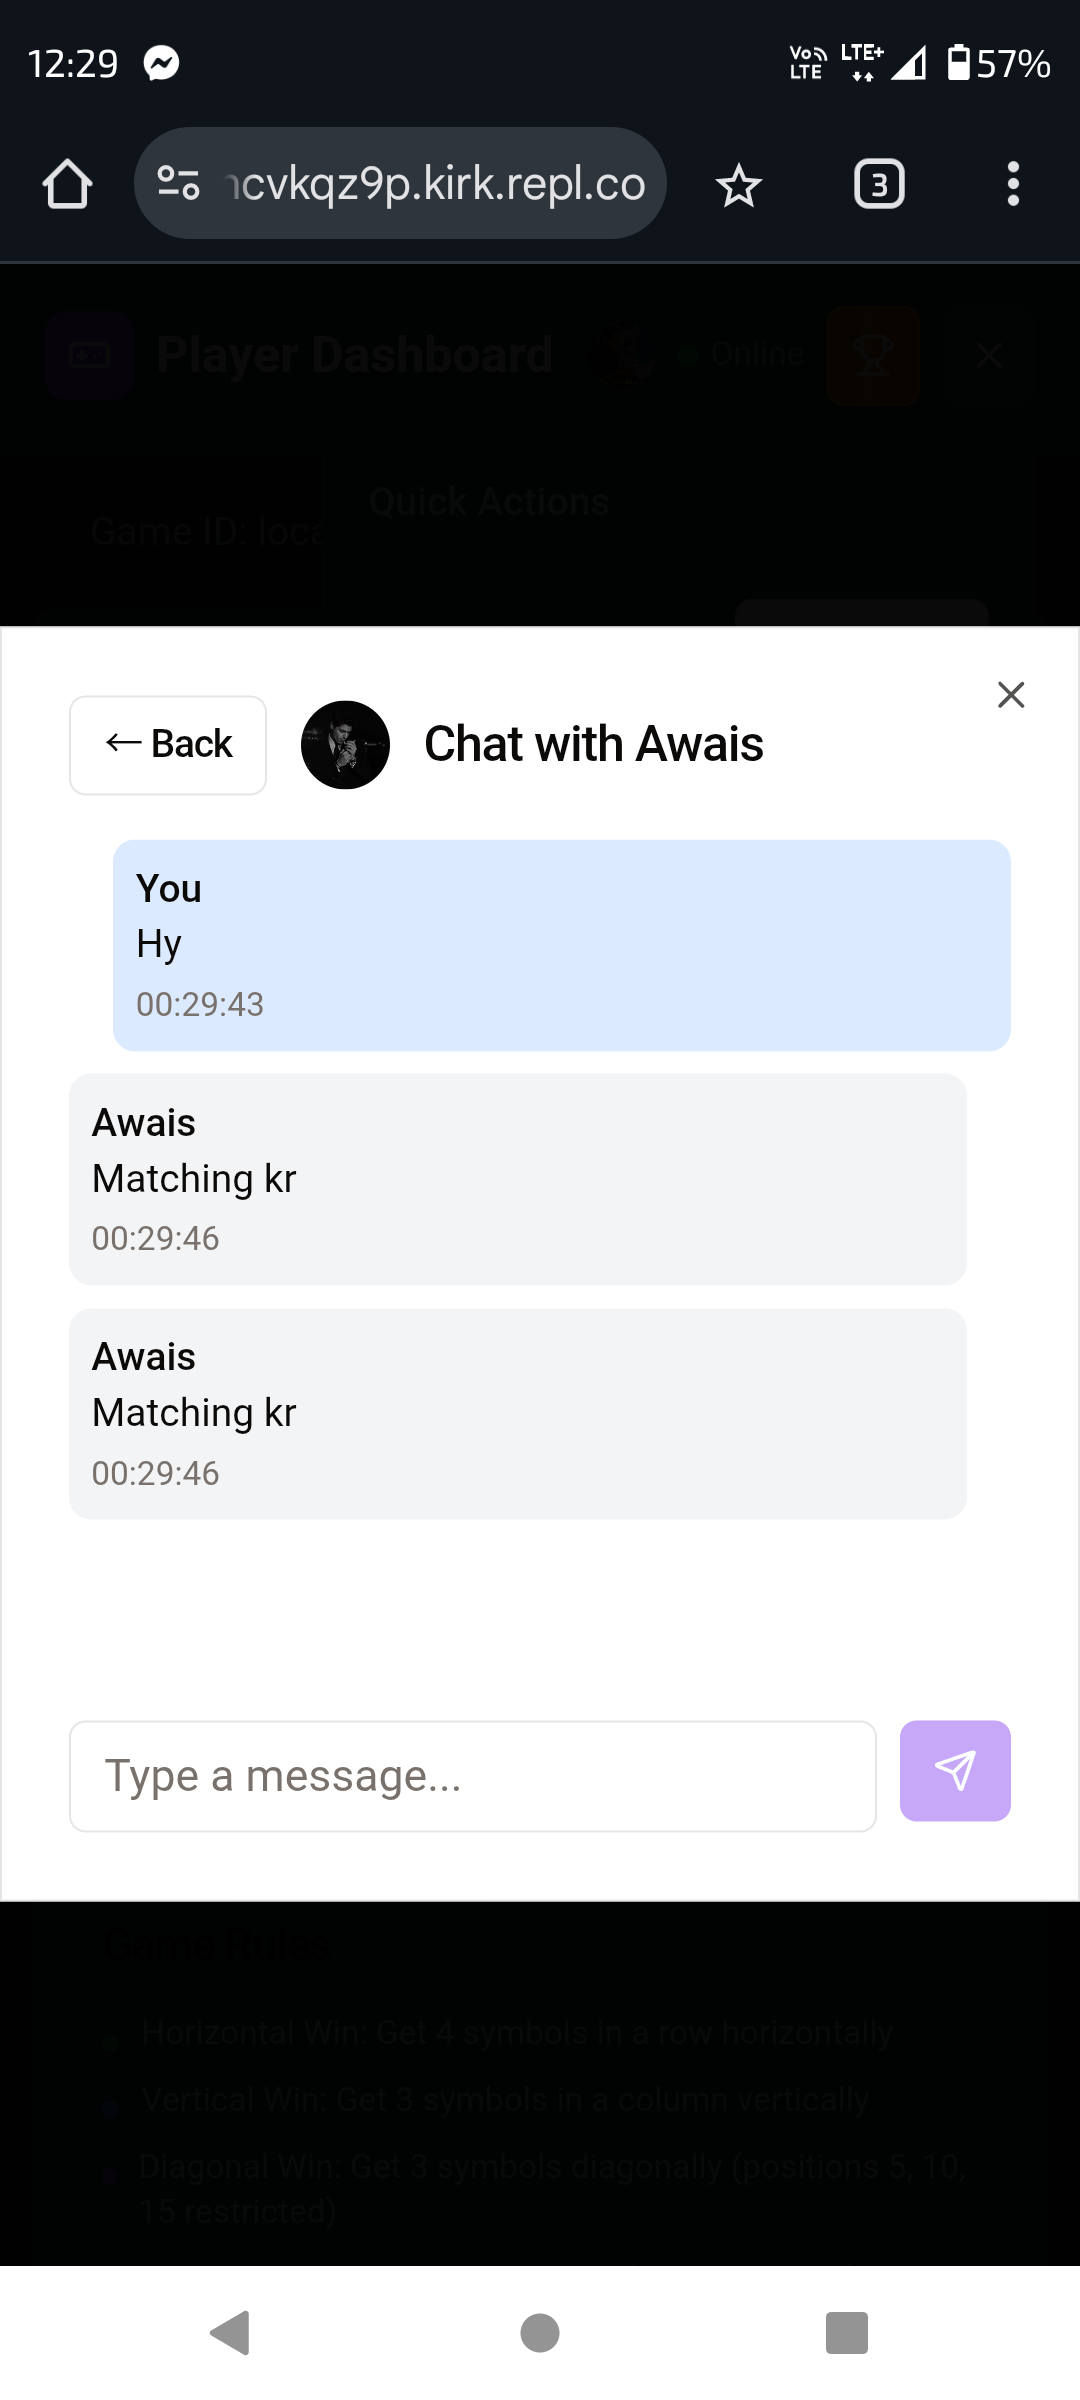 12:29
Vo LTE
LTE+
57%
ncvkqz9p.kirk.repl.co
3
Player Dashboard
Online
Quick Actions
Game ID: loca
← Back
Chat with Awais
You
Hy
00:29:43
Awais
Matching kr
00:29:46
Awais
Matching kr
00:29:46
Type a message...
Game Rules
Horizontal Win: Get 4 symbols in a row horizontally
Vertical Win: Get 3 symbols in a column vertically
Diagonal Win: Get 3 symbols diagonally (positions 5, 10,
15 restricted)